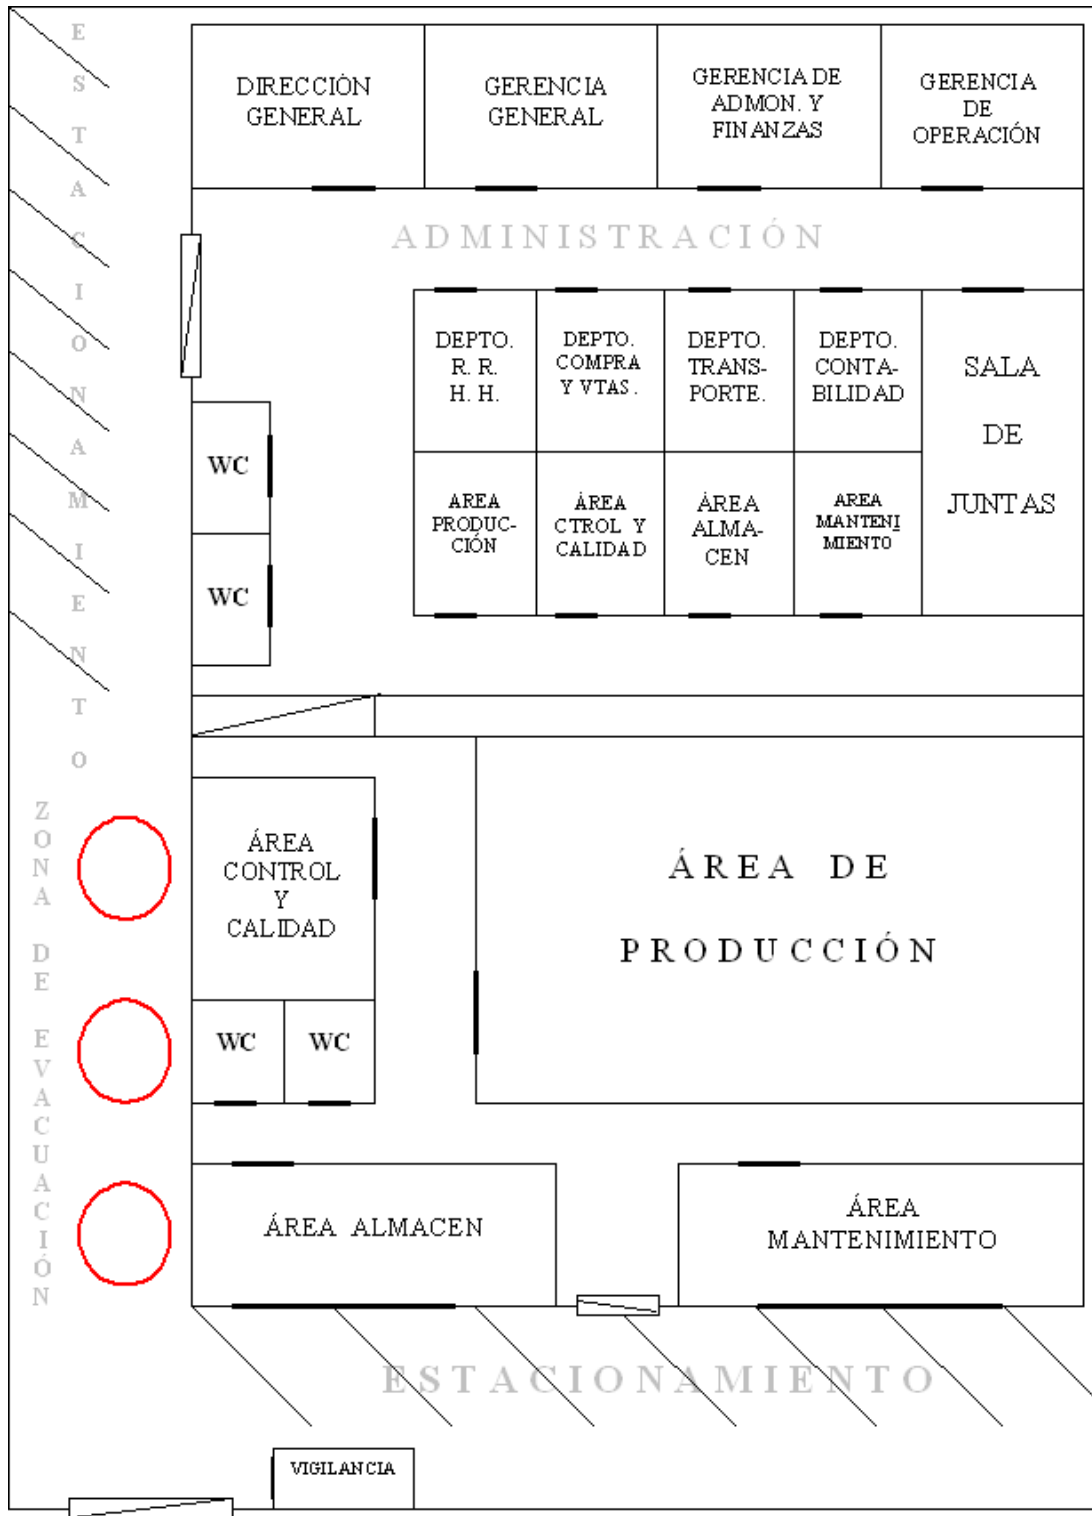 ESTACIONAMIENTO
DIRECCIÓN
GENERAL
GERENCIA
GENERAL
GERENCIA DE
ADMON. Y
FINANZAS
GERENCIA
DE
OPERACIÓN
ADMINISTRACIÓN
DEPTO.
R. R.
H. H.
DEPTO.
COMPRA
Y VTAS.
DEPTO.
TRANS-
PORTE.
DEPTO.
CONTA-
BILIDAD
SALA
DE
JUNTAS
WC
AREA
PRODUC-
CIÓN
ÁREA
CTROL Y
CALIDAD
ÁREA
ALMA-
CEN
AREA
MANTENI
MIENTO
WC
ZONA DE EVACUACIÓN
ÁREA
CONTROL
Y
CALIDAD
ÁREA DE
PRODUCCIÓN
WC
WC
ÁREA ALMACEN
ÁREA
MANTENIMIENTO
ESTACIONAMIENTO
VIGILANCIA